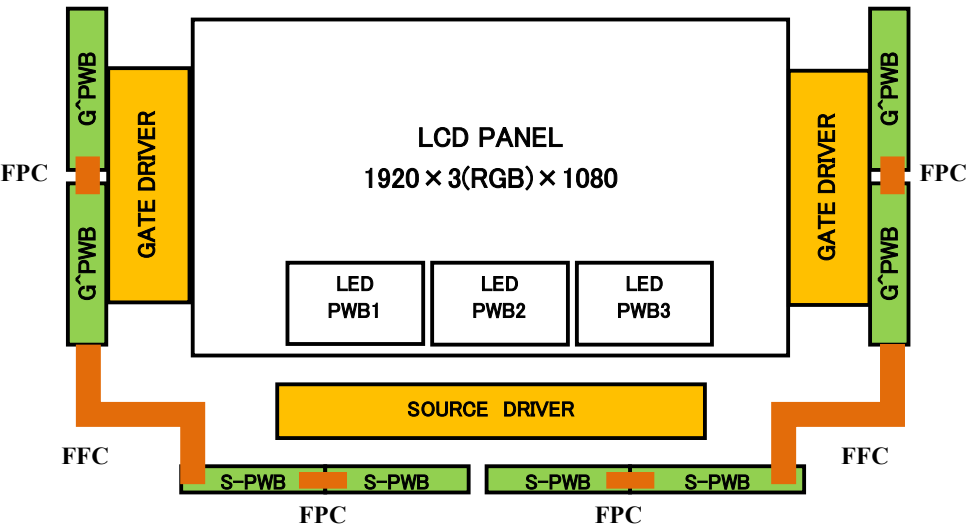 G^PWB
G^PWB
LCD PANEL
1920×3(RGB)×1080
FPC
FPC
GATE DRIVER
GATE DRIVER
G^PWB
G^PWB
LED
PWB1
LED
PWB2
LED
PWB3
SOURCE DRIVER
FFC
FFC
S-PWB
S-PWB
S-PWB
S-PWB
FPC
FPC